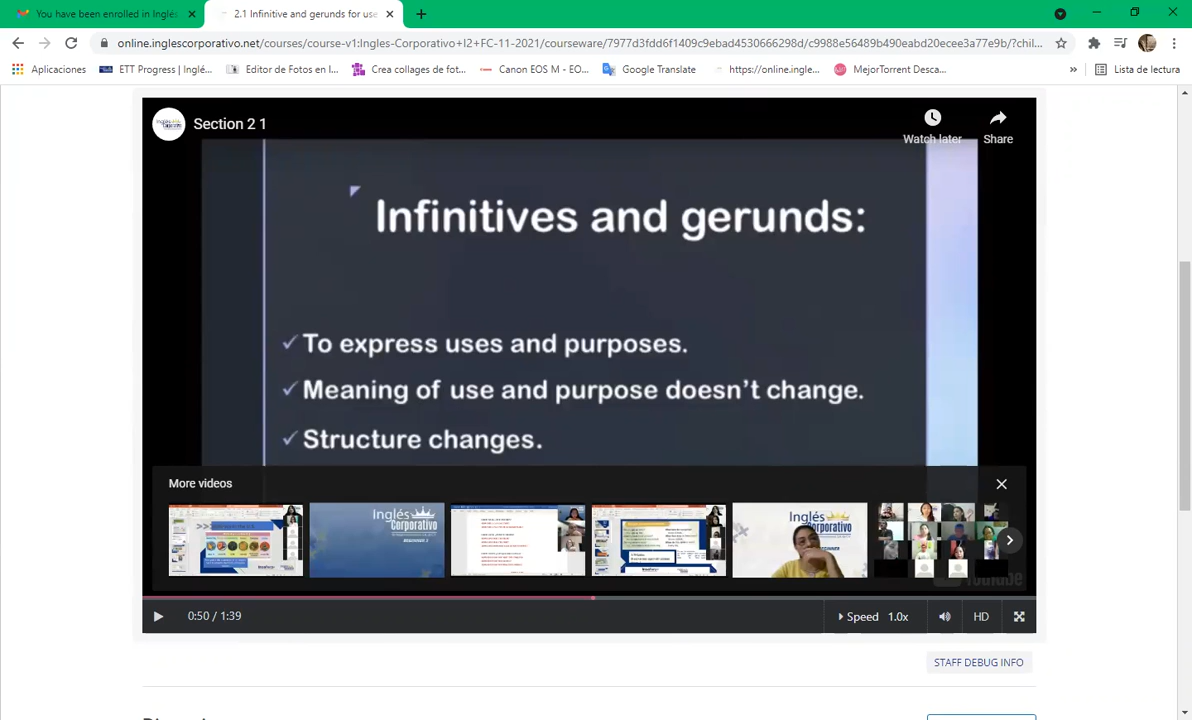 You have been enrolled in Inglés
2.1 Infinitive and gerunds for use
online.inglescorporativo.net/courses/course-v1:Ingles-Corporativo+I2+FC-11-2021/courseware/7977d3fdd6f1409c9ebad4530666298d/c9988e56489b490eabd20ecee3a77e9b/?chil...
Aplicaciones
ETT Progress | Inglé...
Editor de Fotos en l...
Crea collages de fot...
Canon EOS M - EO...
Google Translate
https://online.ingle...
MejorTorrent Desca...
»
Lista de lectura
Section 2 1
Watch later
Share
Infinitives and gerunds:
✓ To express uses and purposes.
✓ Meaning of use and purpose doesn't change.
✓ Structure changes.
More videos
Inglés
Corporativo
Inglés
Corporativo
0:50 / 1:39
Speed 1.0x
HD
STAFF DEBUG INFO